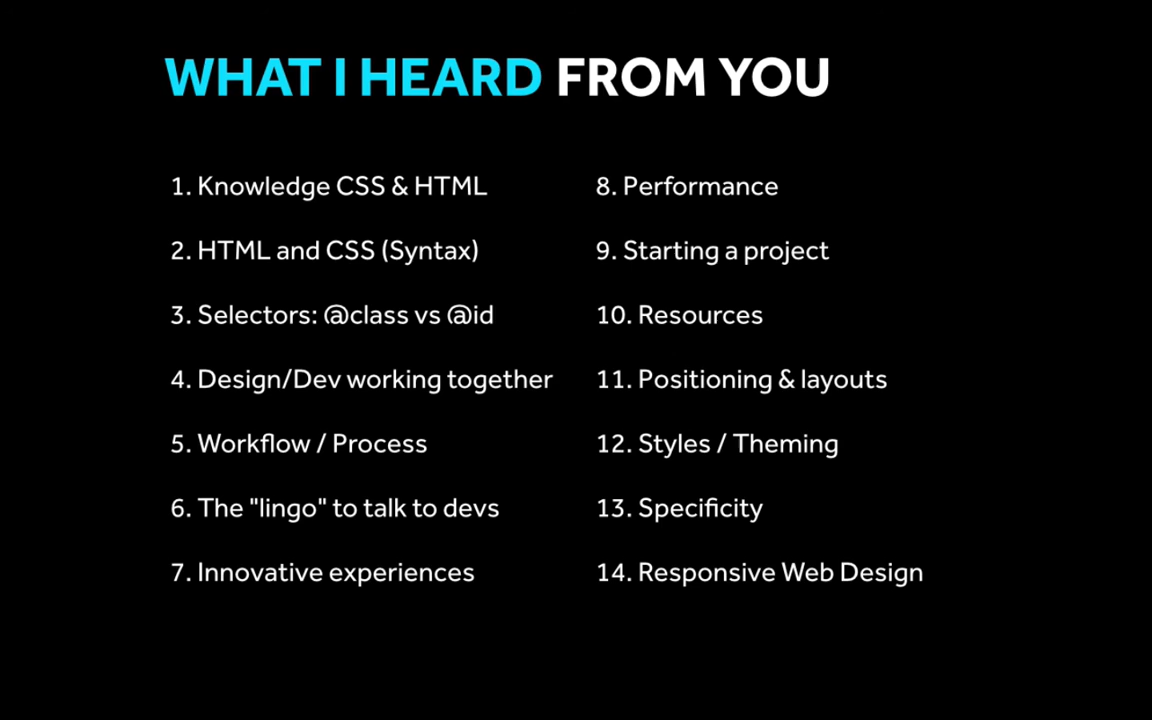 WHAT I HEARD FROM YOU
1. Knowledge CSS & HTML
2. HTML and CSS (Syntax)
3. Selectors: @class vs @id
4. Design/Dev working together
5. Workflow / Process
6. The "lingo" to talk to devs
7. Innovative experiences
8. Performance
9. Starting a project
10. Resources
11. Positioning & layouts
12. Styles / Theming
13. Specificity
14. Responsive Web Design